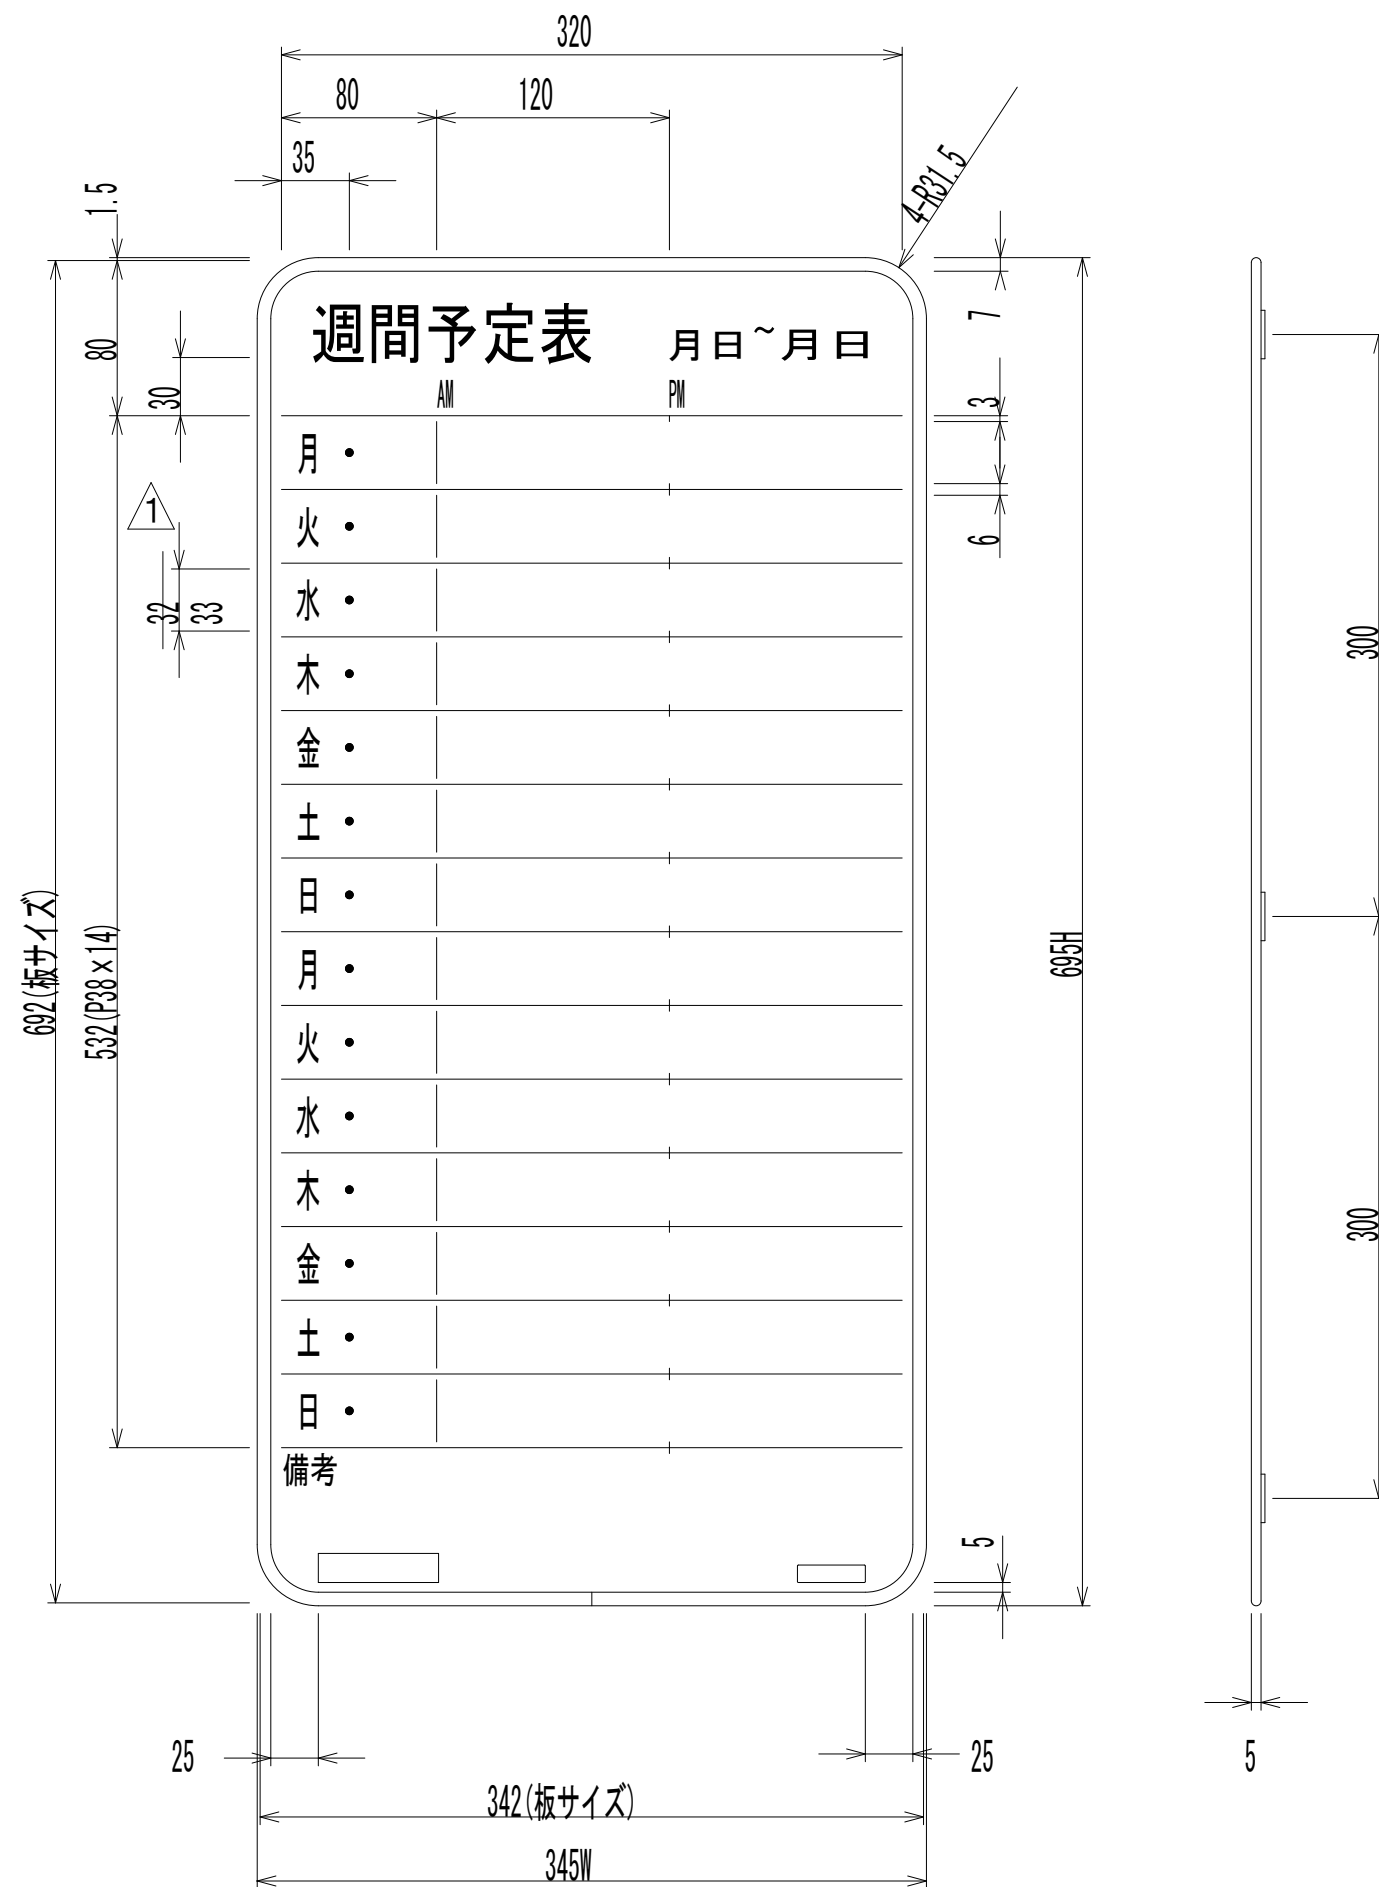 320
80
120
35
1.5
4-R31.5
7
80
30
週間予定表
月日~月日
AM
PM
3
月・
1
火・
6
32
33
水・
木・
300
金・
土・
日・
692(板サイズ)
532(P38×14)
695H
月・
火・
水・
木・
300
金・
土・
日・
備考
5
25
25
5
342(板サイズ)
345W